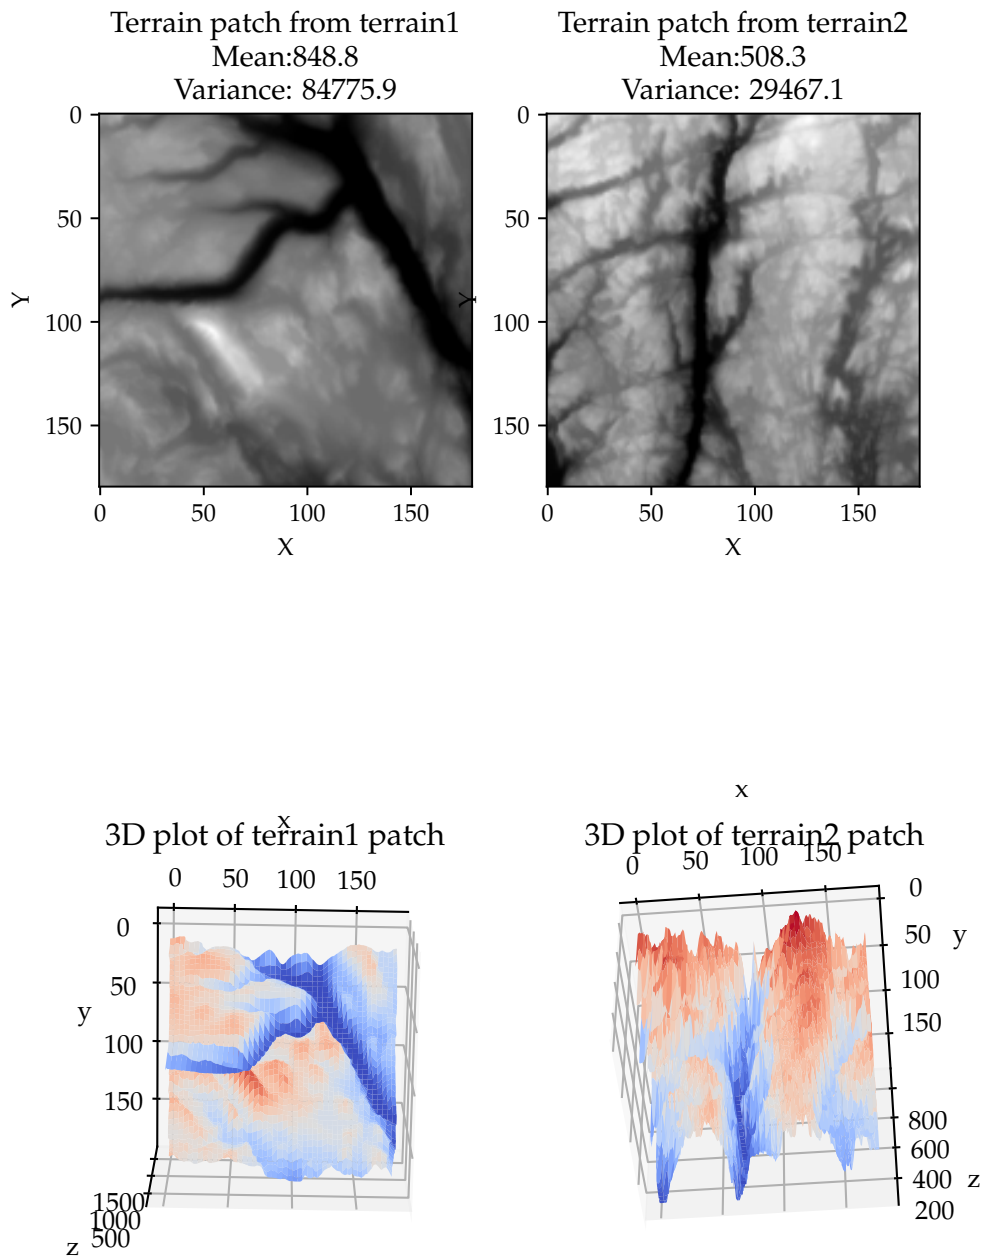 Terrain patch from terrain1
Mean:848.8
Variance: 84775.9
Terrain patch from terrain2
Mean:508.3
Variance: 29467.1
0
50
100
150
Y
0
50
100
150
X
0
50
100
150
Y
0
50
100
150
X
x
3D plot of terrain1 patch
0
50
100
150
0
50
100
150
y
1500
1000
500
z
x
3D plot of terrain2 patch
0
50
100
150
0
50
100
150
y
800
600
400
200
z